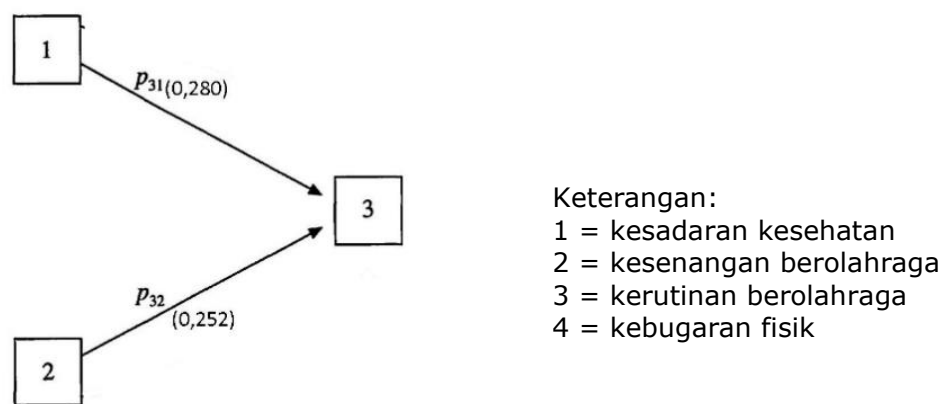 1
p31(0,280)
3
p32
(0,252)
2
Keterangan:
1 = kesadaran kesehatan
2 = kesenangan berolahraga
3 = kerutinan berolahraga
4 = kebugaran fisik